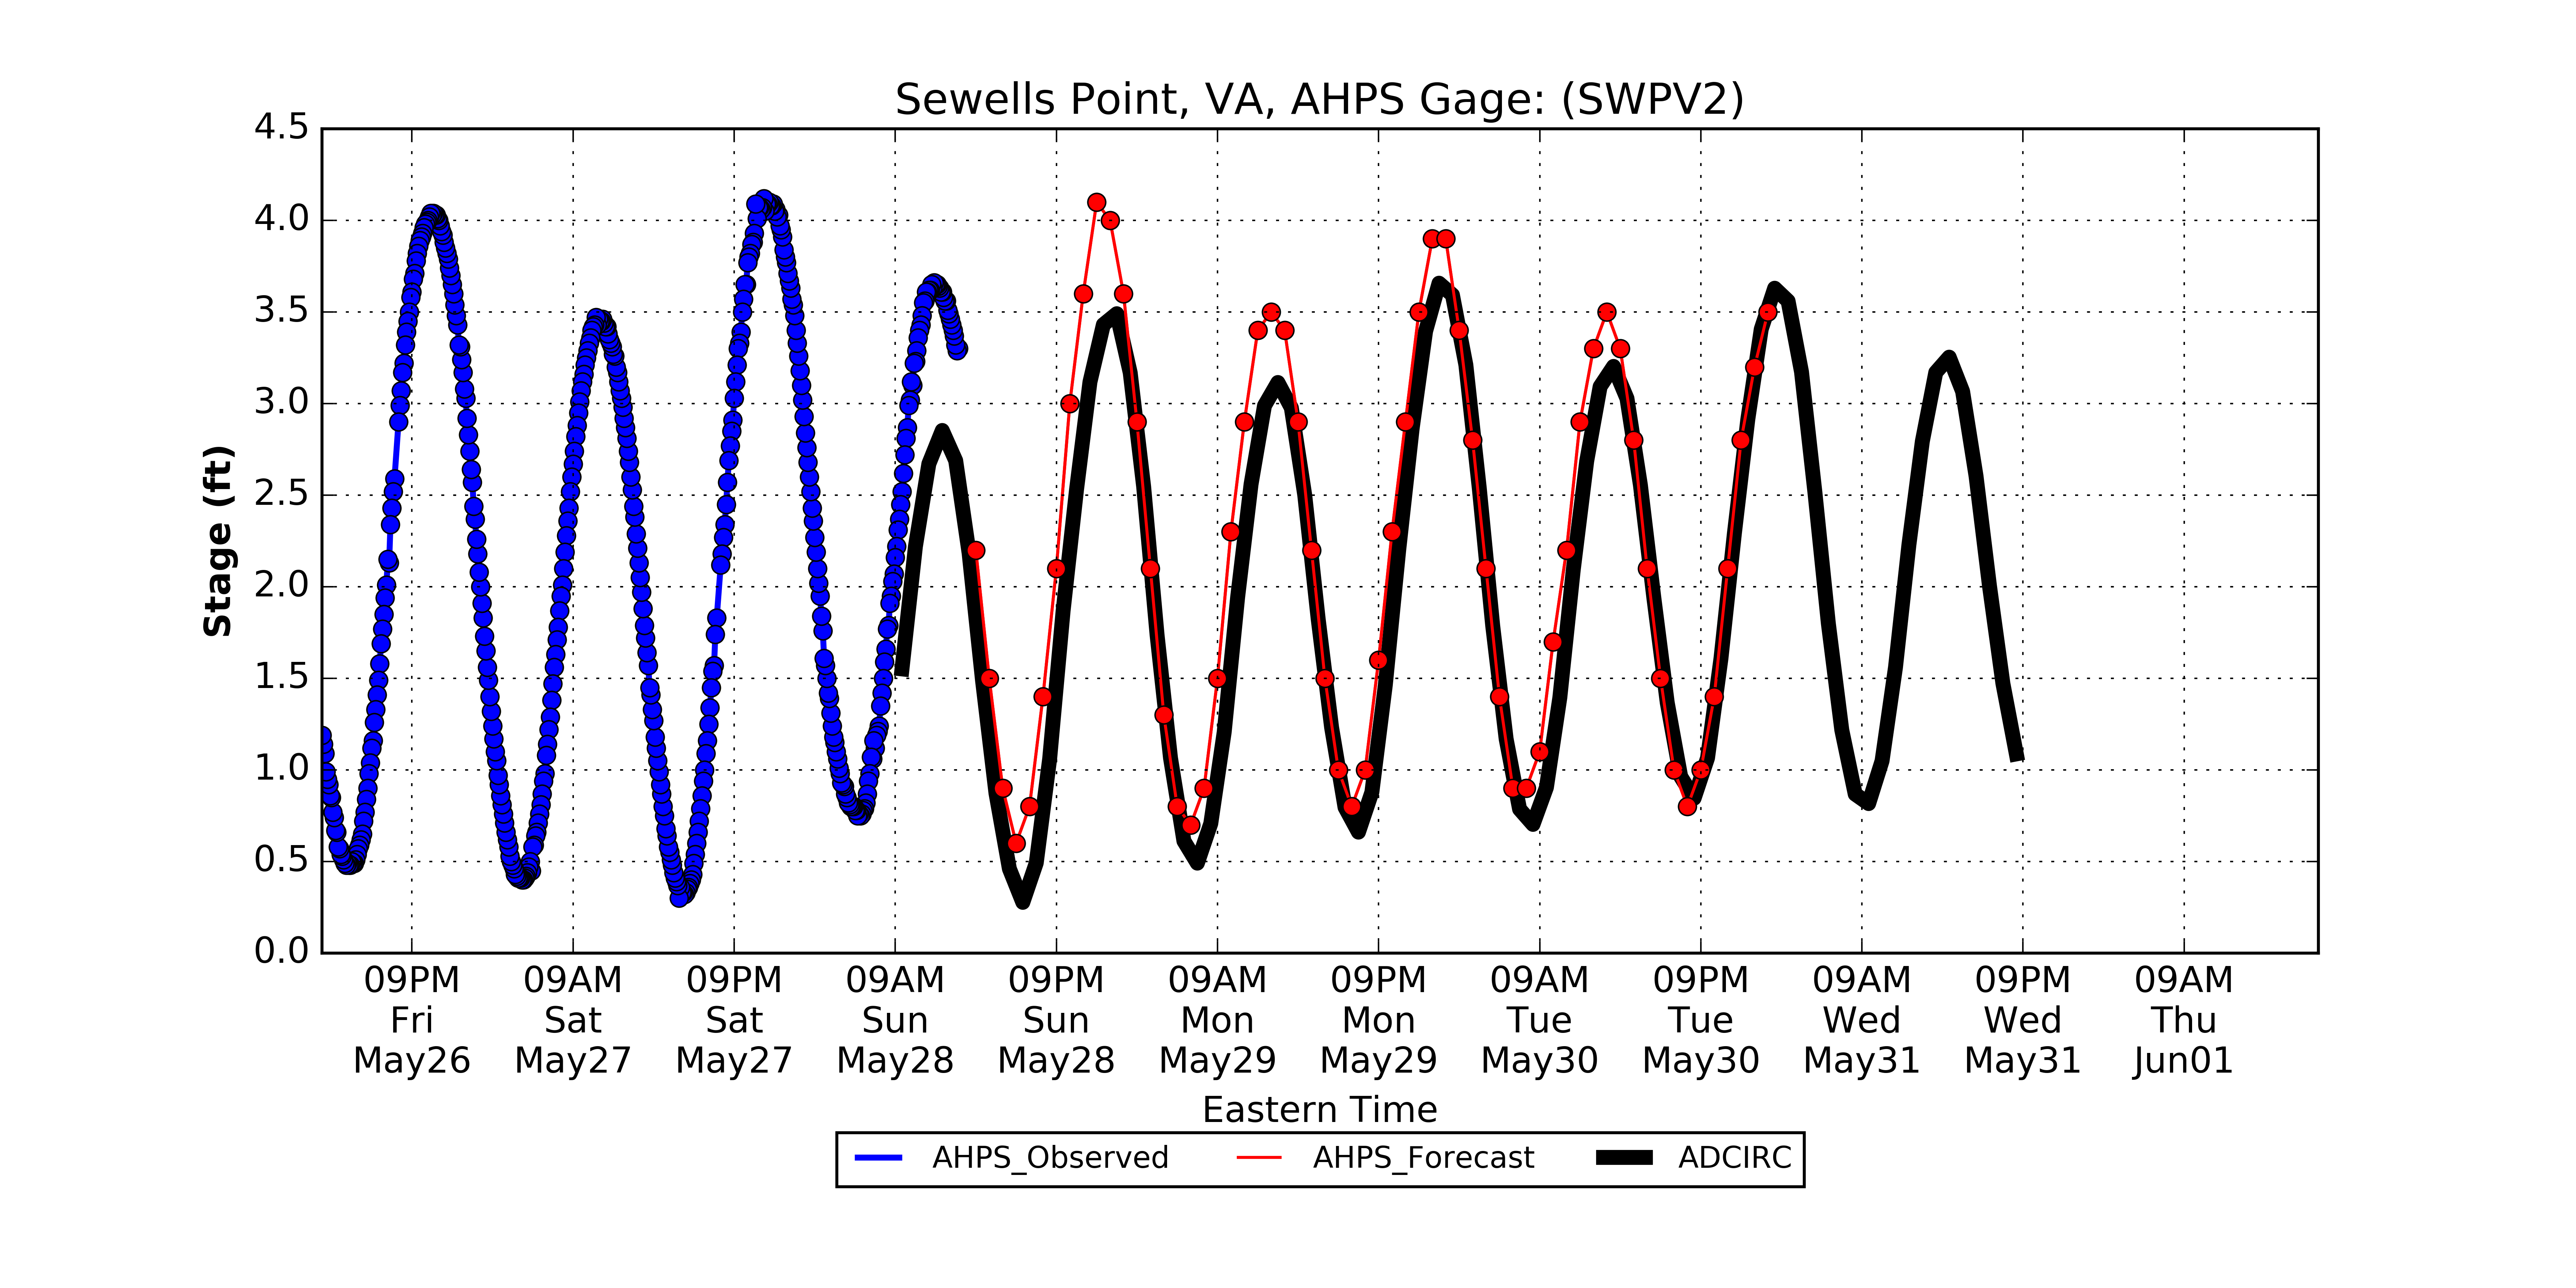 Sewells Point, VA, AHPS Gage: (SWPV2)
4.5
4.0
3.5
3.0
2.5
2.0
1.5
1.0
0.5
0.0
Stage (ft)
09PM 09AM 09PM 09AM 09PM 09AM 09PM 09AM 09PM 09AM 09PM 09AM
Fri Sat Sat Sun Sun Mon Mon Tue Tue Wed Wed Thu
May26 May27 May27 May28 May28 May29 May29 May30 May30 May31 May31 Jun01
Eastern Time
AHPS_Observed AHPS_Forecast ADCIRC